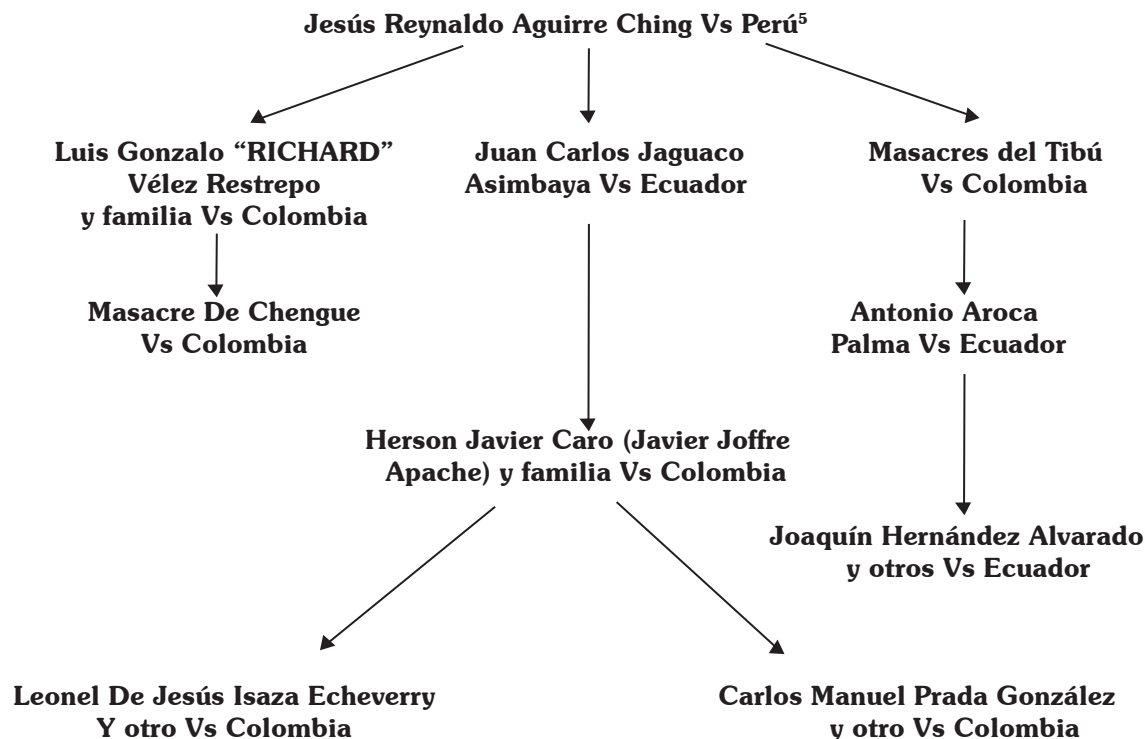 Jesús Reynaldo Aguirre Ching Vs Perú⁵
Luis Gonzalo “RICHARD”
Vélez Restrepo
y familia Vs Colombia
Juan Carlos Jaguaco
Asimbaya Vs Ecuador
Masacres del Tibú
Vs Colombia
Masacre De Chengue
Vs Colombia
Antonio Aroca
Palma Vs Ecuador
Herson Javier Caro (Javier Joffre
Apache) y familia Vs Colombia
Joaquín Hernández Alvarado
y otros Vs Ecuador
Leonel De Jesús Isaza Echeverry
Y otro Vs Colombia
Carlos Manuel Prada González
y otro Vs Colombia